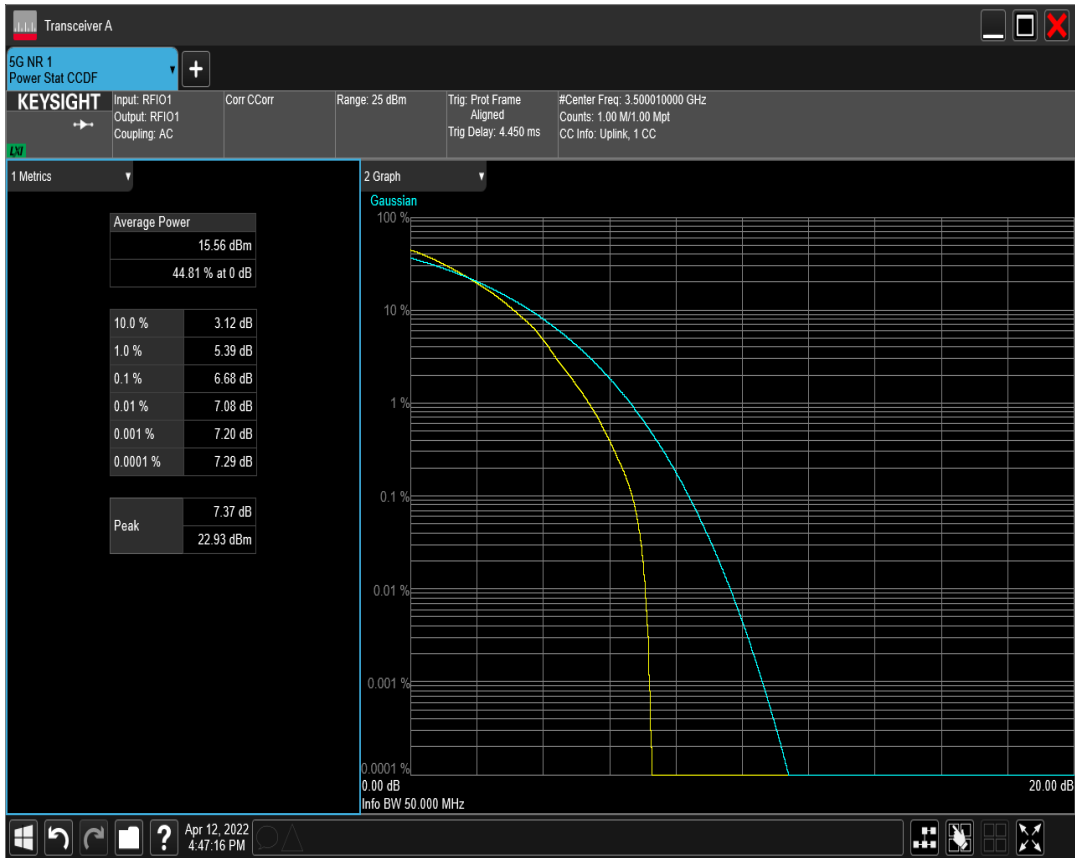 Transceiver A
5G NR 1
Power Stat CCDF
+
KEYSIGHT
LXI
Input: RFIO1
Output: RFIO1
Coupling: AC
Corr CCorr
Range: 25 dBm
Trig: Prot Frame
Aligned
Trig Delay: 4.450 ms
#Center Freq: 3.500010000 GHz
Counts: 1.00 M/1.00 Mpt
CC Info: Uplink, 1 CC
1 Metrics
Average Power
15.56 dBm
44.81 % at 0 dB
10.0 % 3.12 dB
1.0 % 5.39 dB
0.1 % 6.68 dB
0.01 % 7.08 dB
0.001 % 7.20 dB
0.0001 % 7.29 dB
Peak 7.37 dB
22.93 dBm
2 Graph
Gaussian
100 %
10 %
1 %
0.1 %
0.01 %
0.001 %
0.0001 %
0.00 dB 20.00 dB
Info BW 50.000 MHz
?
Apr 12, 2022
4:47:16 PM